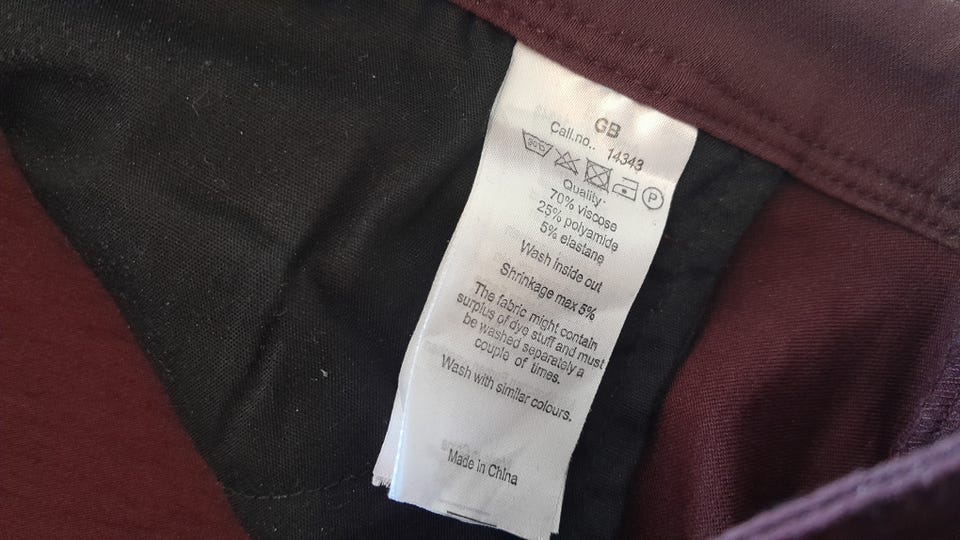 GB
Call.no.. 14343
P
Quality:
70% viscose
25% polyamide
5% elastane
Wash inside out
Shrinkage max 5%
The fabric might contain
surplus of dye stuff and must
be washed separately a
couple of times.
Wash with similar colours.
Made in China